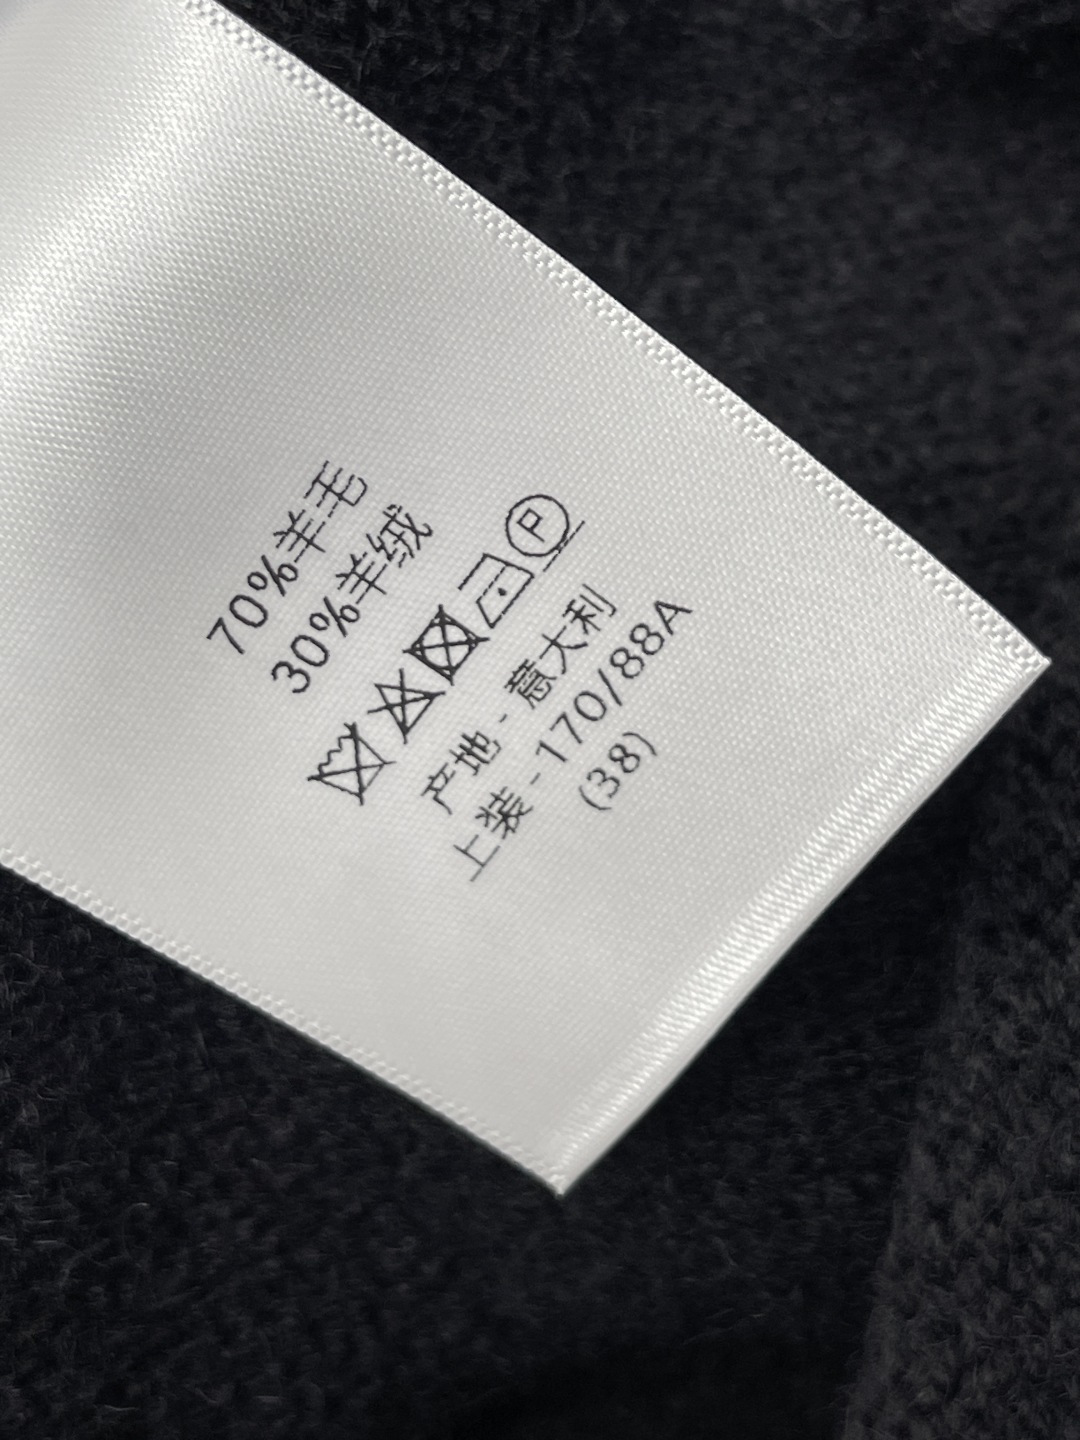 70%羊毛
30%羊绒
P
产地 - 意大利
上装 - 170/88A
(38)